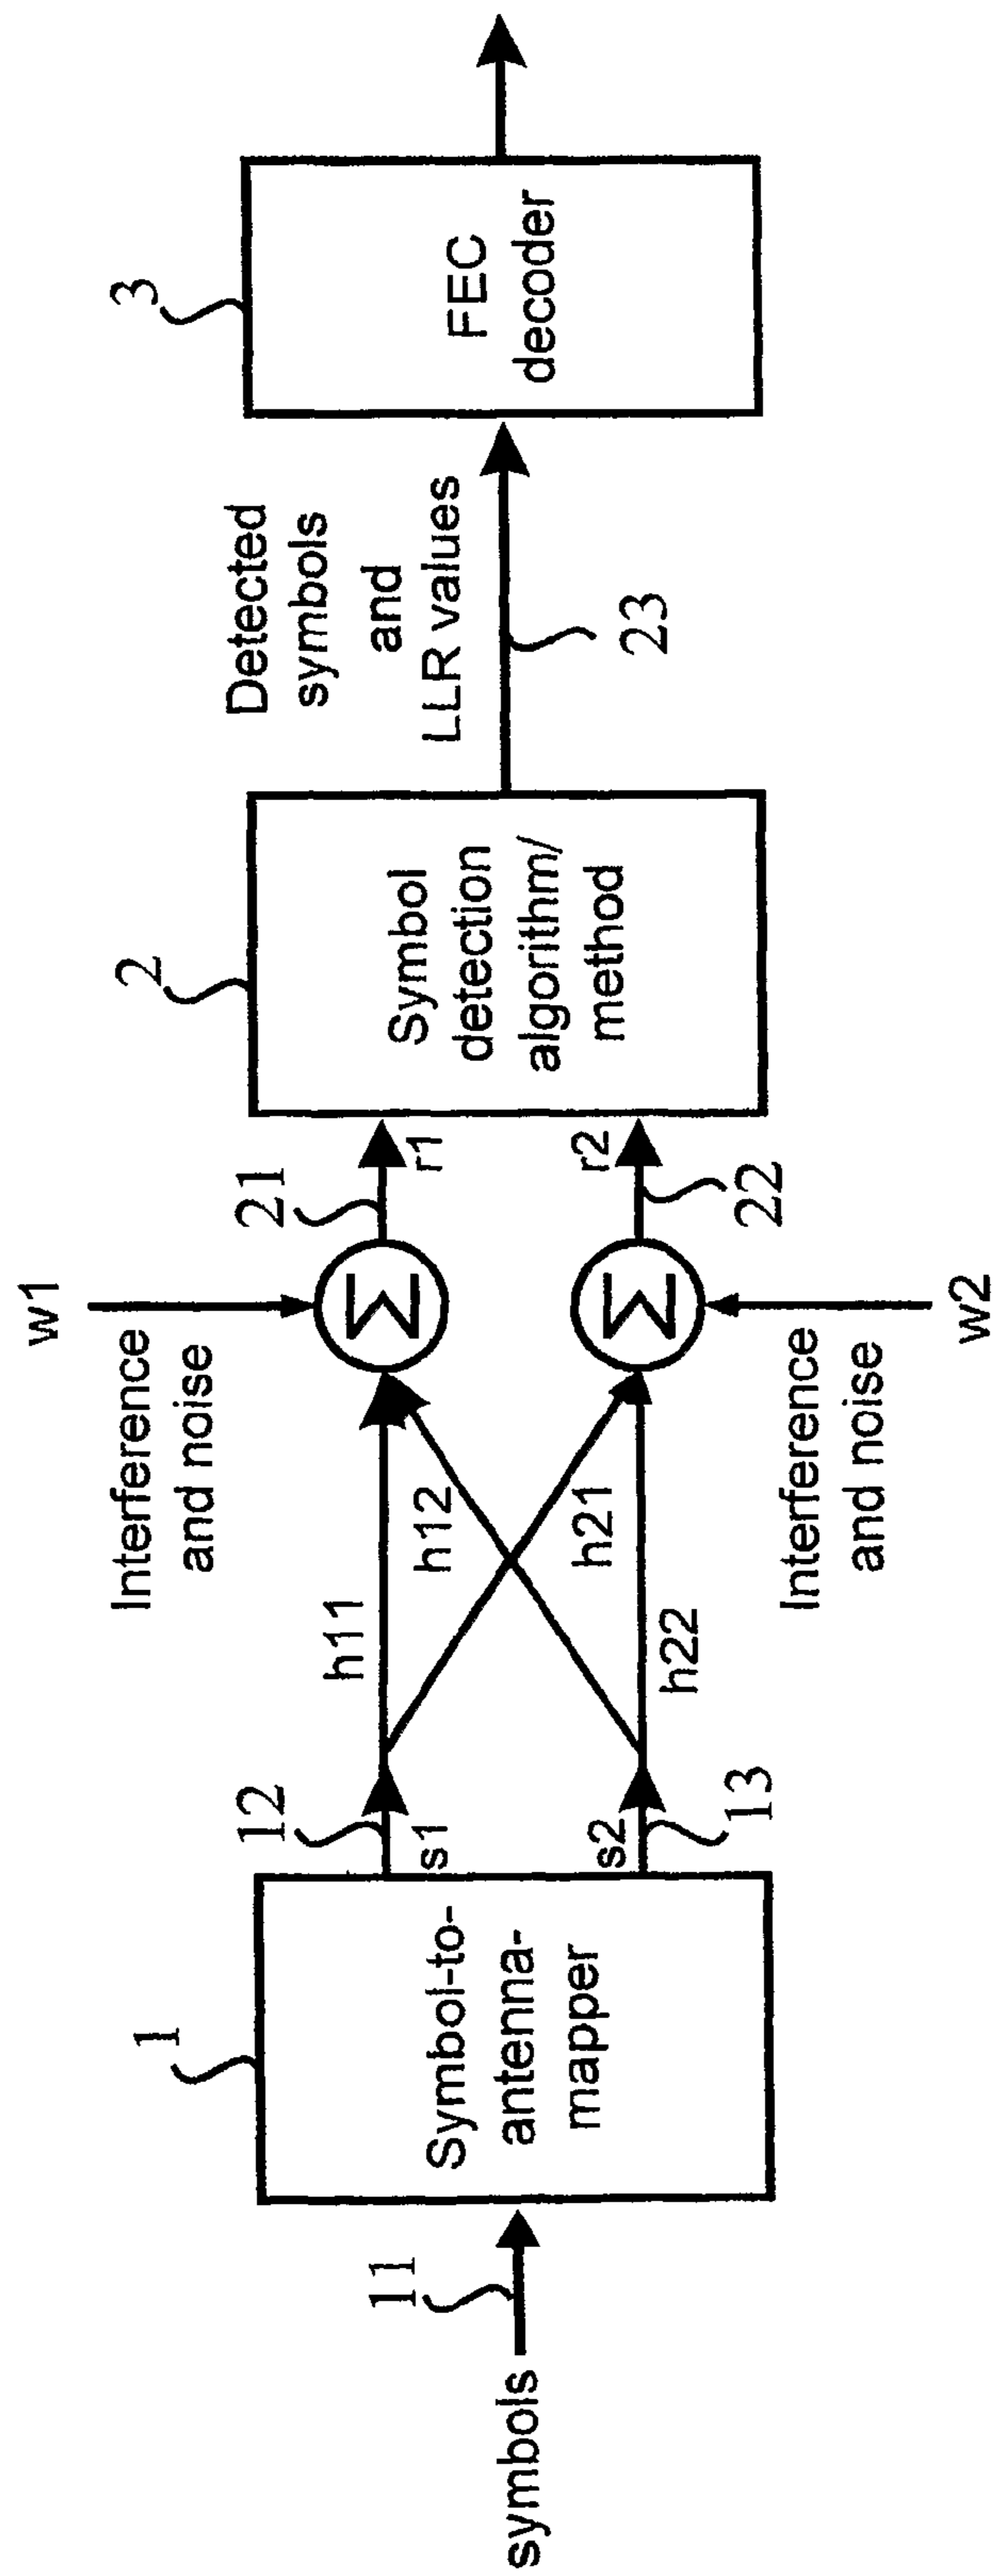 symbols
11
1
Symbol-to-
antenna-
mapper
12
s1
s2
13
h11
h12
h21
h22
w1
Interference
and noise
Σ
Σ
Interference
and noise
w2
21
r1
r2
22
2
Symbol
detection
algorithm/
method
Detected
symbols
and
LLR values
23
3
FEC
decoder